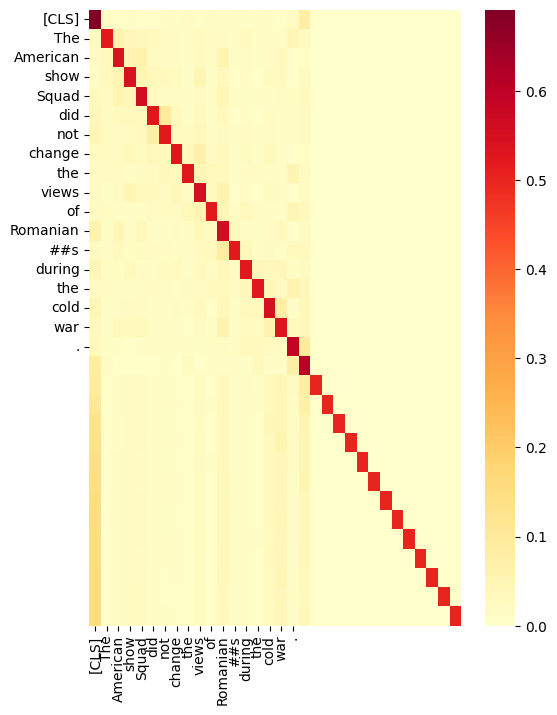 [CLS]
The
American
show
Squad
did
not
change
the
views
of
Romanian
##s
during
the
cold
war
.
0.6
0.5
0.4
0.3
0.2
0.1
0.0
[CLS]
The
American
show
Squad
did
not
change
the
views
of
Romanian
##s
during
the
cold
war
.